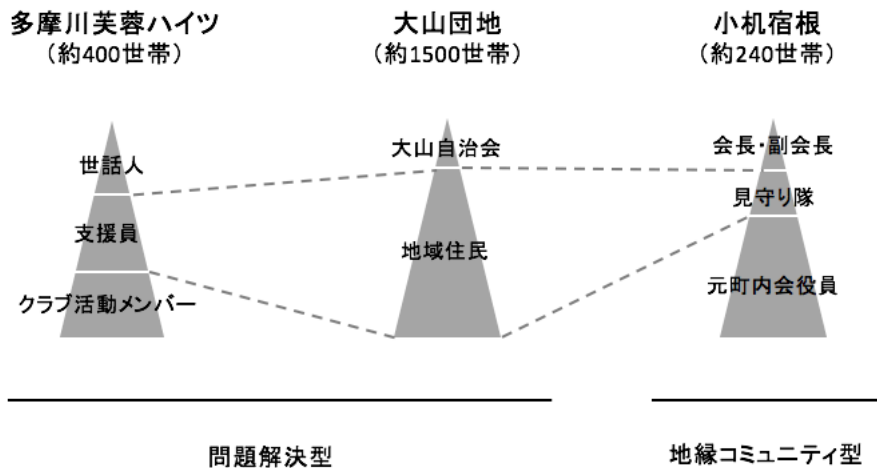 多摩川芙蓉ハイツ
（約400世帯）
大山団地
（約1500世帯）
小机宿根
（約240世帯）
世話人
支援員
クラブ活動メンバー
大山自治会
地域住民
会長・副会長
見守り隊
元町内会役員
問題解決型
地縁コミュニティ型